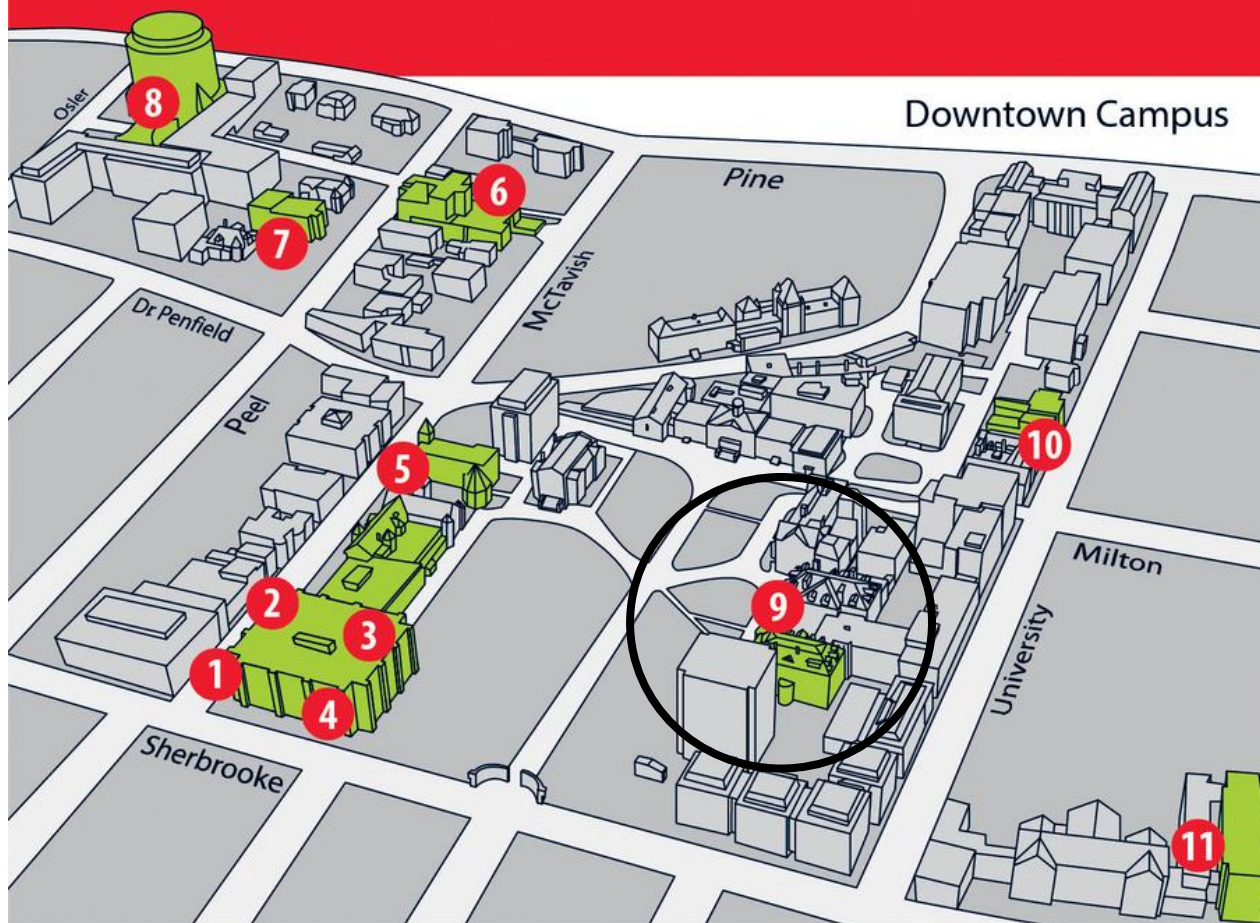 Downtown Campus
Osler
8
Pine
6
7
McTavish
Dr. Penfield
Peel
10
5
Milton
9
2
3
University
1
4
Sherbrooke
11